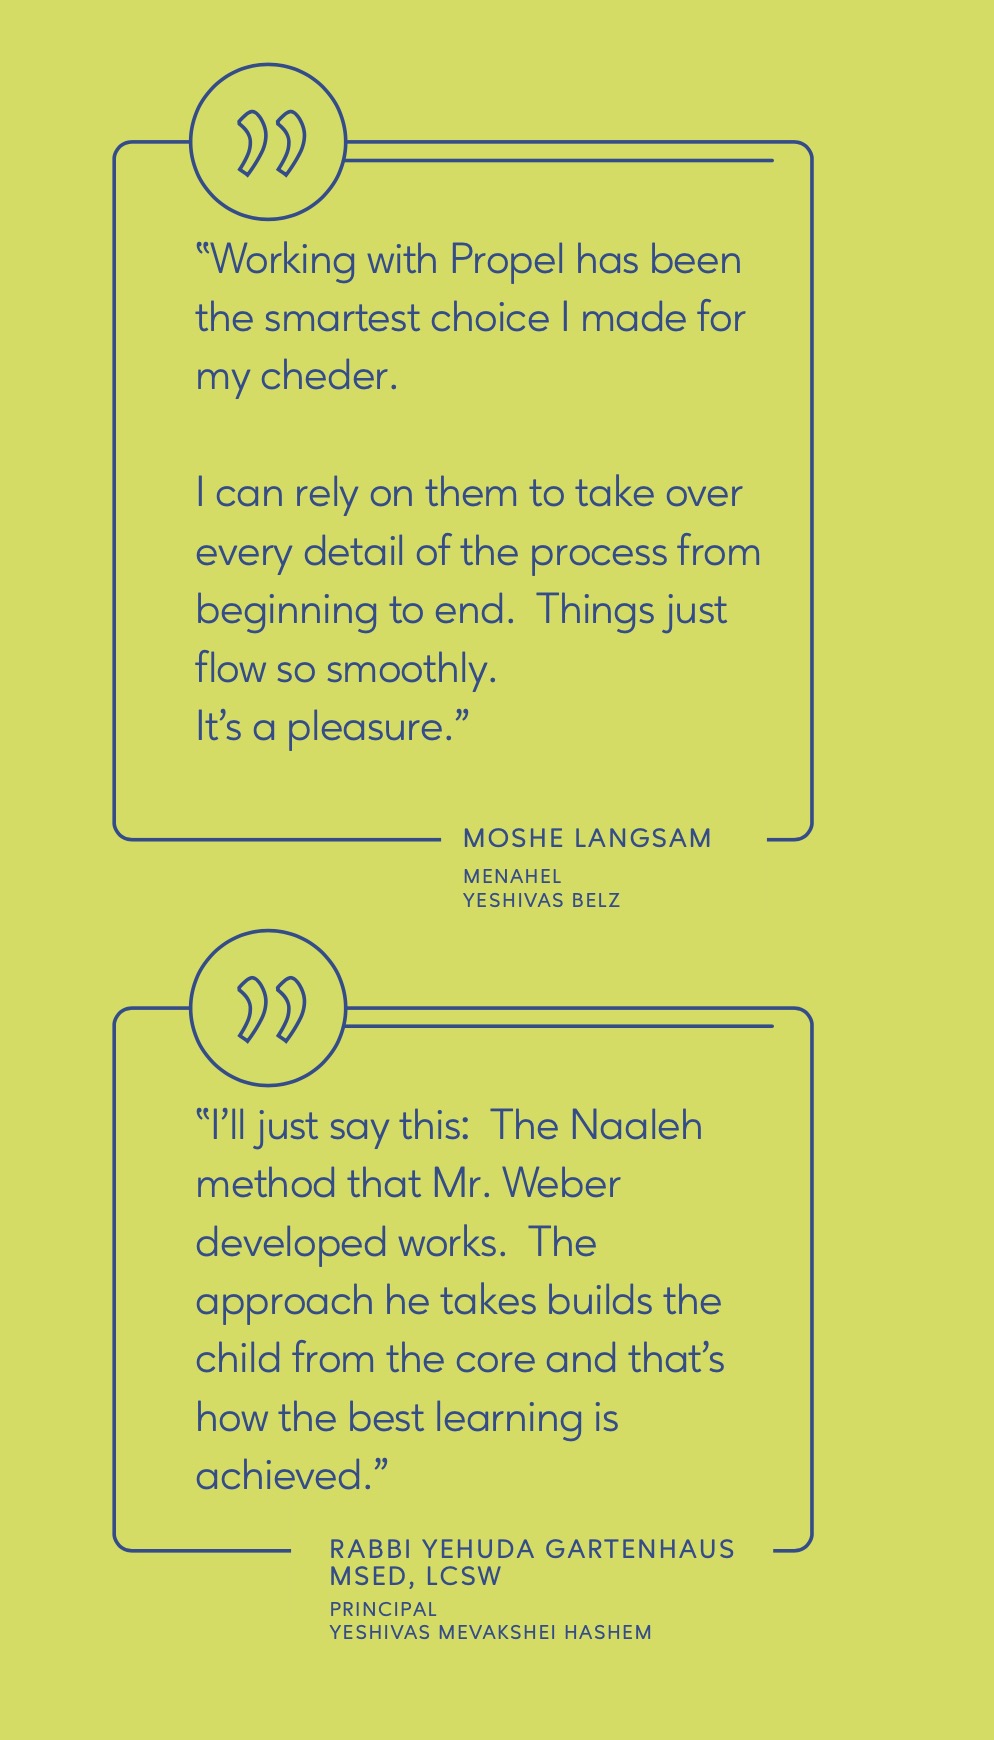 ”
“Working with Propel has been
the smartest choice I made for
my cheder.
I can rely on them to take over
every detail of the process from
beginning to end.  Things just
flow so smoothly.
It’s a pleasure.”
MOSHE LANGSAM
MENAHEL
YESHIVAS BELZ
”
“I’ll just say this:  The Naaleh
method that Mr. Weber
developed works.  The
approach he takes builds the
child from the core and that’s
how the best learning is
achieved.”
RABBI YEHUDA GARTENHAUS
MSED, LCSW
PRINCIPAL
YESHIVAS MEVAKSHEI HASHEM